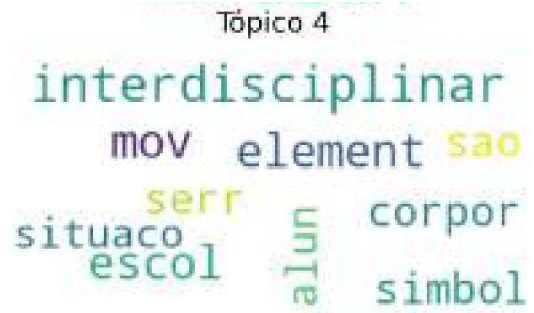 Tópico 4
interdisciplinar
mov element sao
serr
situaco
corpor
escol
alun
simbol